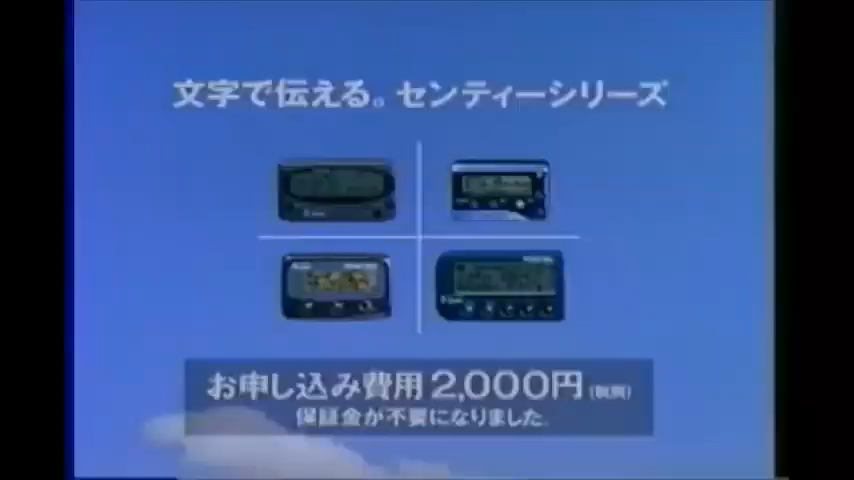 文字で伝える。センティーシリーズ
お申し込み費用2,000円(税別)
保証金が不要になりました。